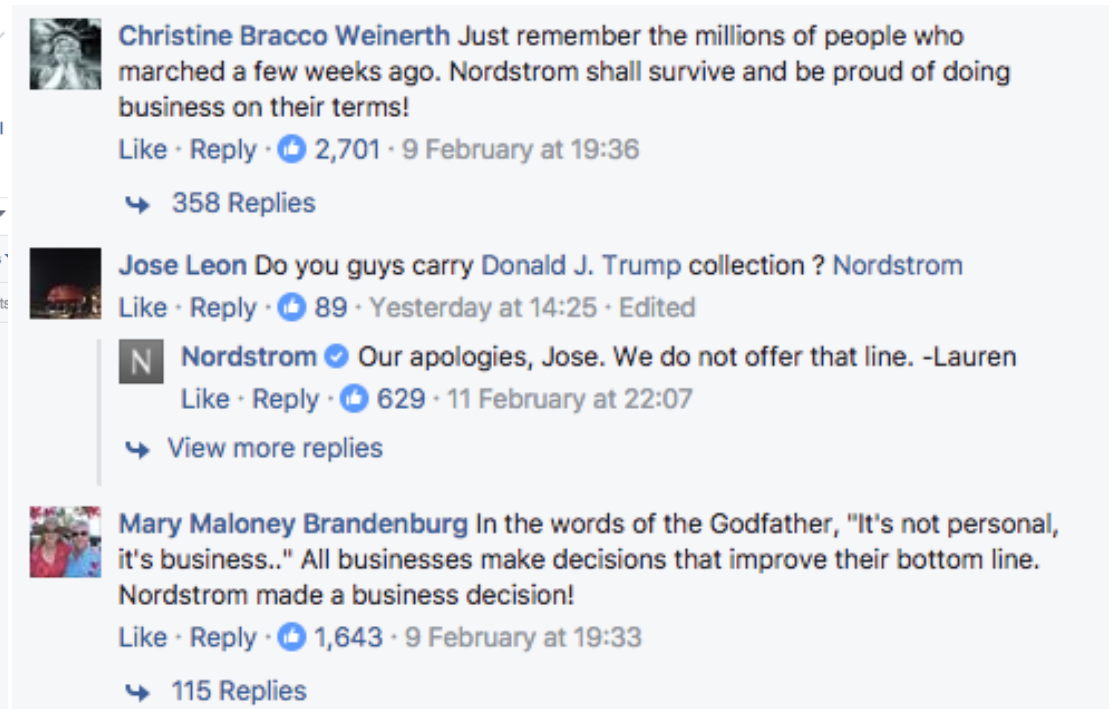 Christine Bracco Weinerth Just remember the millions of people who
marched a few weeks ago. Nordstrom shall survive and be proud of doing
business on their terms!
Like · Reply · 2,701 · 9 February at 19:36
358 Replies
Jose Leon Do you guys carry Donald J. Trump collection ? Nordstrom
Like · Reply · 89 · Yesterday at 14:25 · Edited
N
Nordstrom Our apologies, Jose. We do not offer that line. -Lauren
Like · Reply · 629 · 11 February at 22:07
View more replies
Mary Maloney Brandenburg In the words of the Godfather, "It's not personal,
it's business.." All businesses make decisions that improve their bottom line.
Nordstrom made a business decision!
Like · Reply · 1,643 · 9 February at 19:33
115 Replies